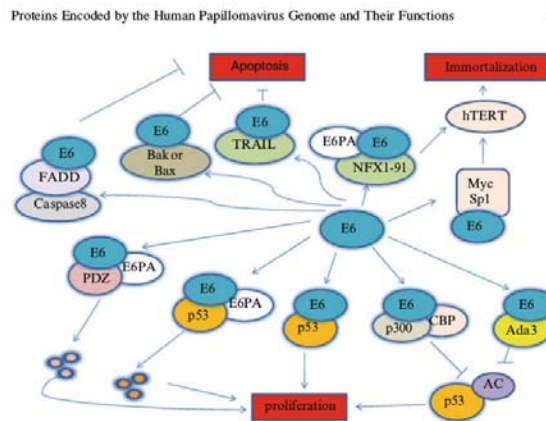 Proteins Encoded by the Human Papillomavirus Genome and Their Functions
Apoptosis
Immortalization
E6
FADD
Caspase8
E6
Bak or
Bax
E6
TRAIL
E6PA
E6
NFX1-91
hTERT
Myc
Sp1
E6
E6
E6
PDZ
E6PA
E6
p53
E6PA
E6
p53
E6
p300
CBP
E6
Ada3
p53
AC
proliferation